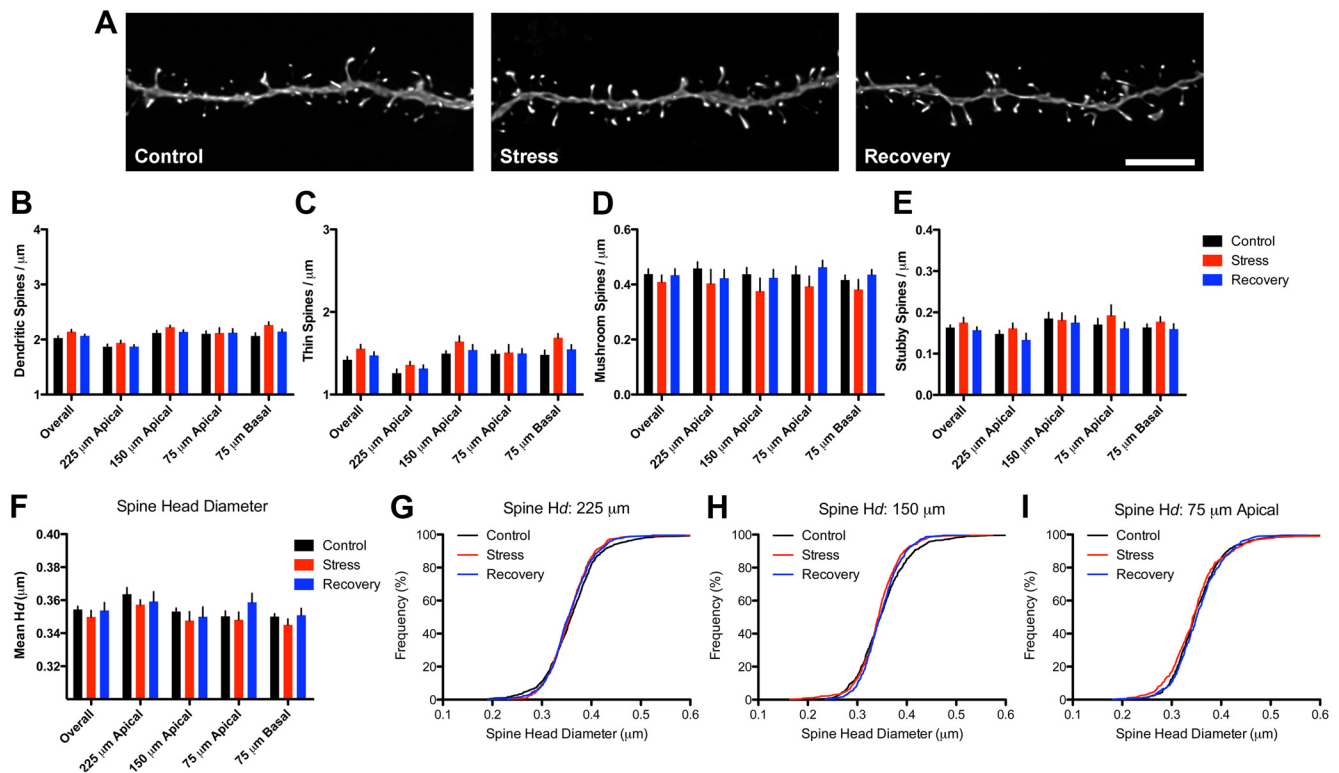 A
Control
Stress
Recovery
B
Dendritic Spines / μm
4
3
2
1
Overall
225 μm Apical
150 μm Apical
75 μm Apical
75 μm Basal
C
Thin Spines / μm
3
2
1
Overall
225 μm Apical
150 μm Apical
75 μm Apical
75 μm Basal
D
Mushroom Spines / μm
0.6
0.4
0.2
0.0
Overall
225 μm Apical
150 μm Apical
75 μm Apical
75 μm Basal
E
Stubby Spines / μm
0.4
0.3
0.2
0.1
0.0
Overall
225 μm Apical
150 μm Apical
75 μm Apical
75 μm Basal
Control
Stress
Recovery
F
Spine Head Diameter
Mean Hd (μm)
0.40
0.38
0.36
0.34
0.32
Overall
225 μm Apical
150 μm Apical
75 μm Apical
75 μm Basal
Control
Stress
Recovery
G
Spine Hd: 225 μm
Frequency (%)
100
80
60
40
20
0
0.1
0.2
0.3
0.4
0.5
0.6
Spine Head Diameter (μm)
Control
Stress
Recovery
H
Spine Hd: 150 μm
Frequency (%)
100
80
60
40
20
0
0.1
0.2
0.3
0.4
0.5
0.6
Spine Head Diameter (μm)
Control
Stress
Recovery
I
Spine Hd: 75 μm Apical
Frequency (%)
100
80
60
40
20
0
0.1
0.2
0.3
0.4
0.5
0.6
Spine Head Diameter (μm)
Control
Stress
Recovery